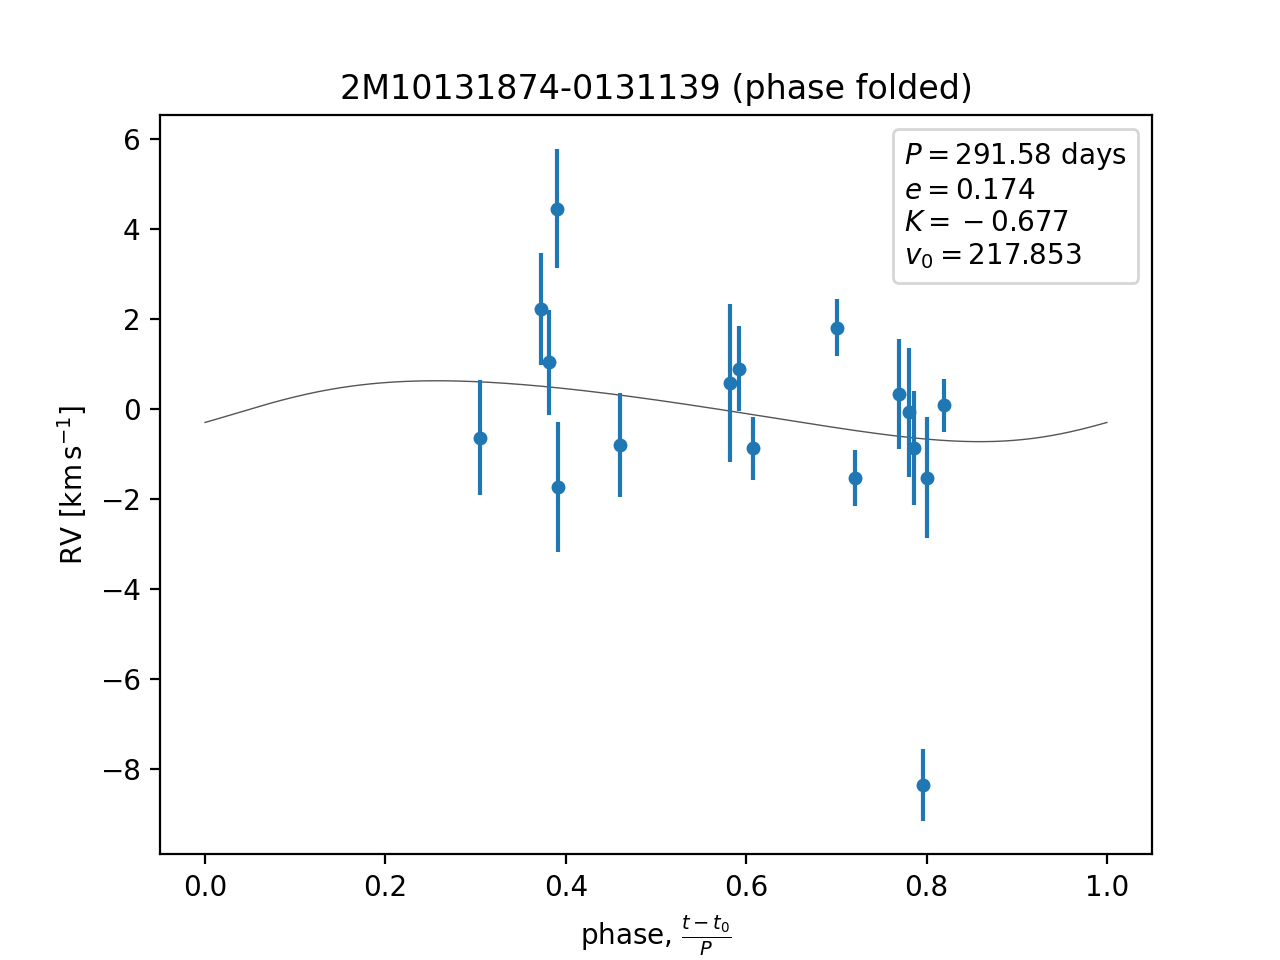 2M10131874-0131139 (phase folded)
P = 291.58 days
e = 0.174
K = −0.677
v₀ = 217.853
6
4
2
0
−2
−4
−6
−8
RV [km s⁻¹]
0.0 0.2 0.4 0.6 0.8 1.0
phase, (t − t₀)/P